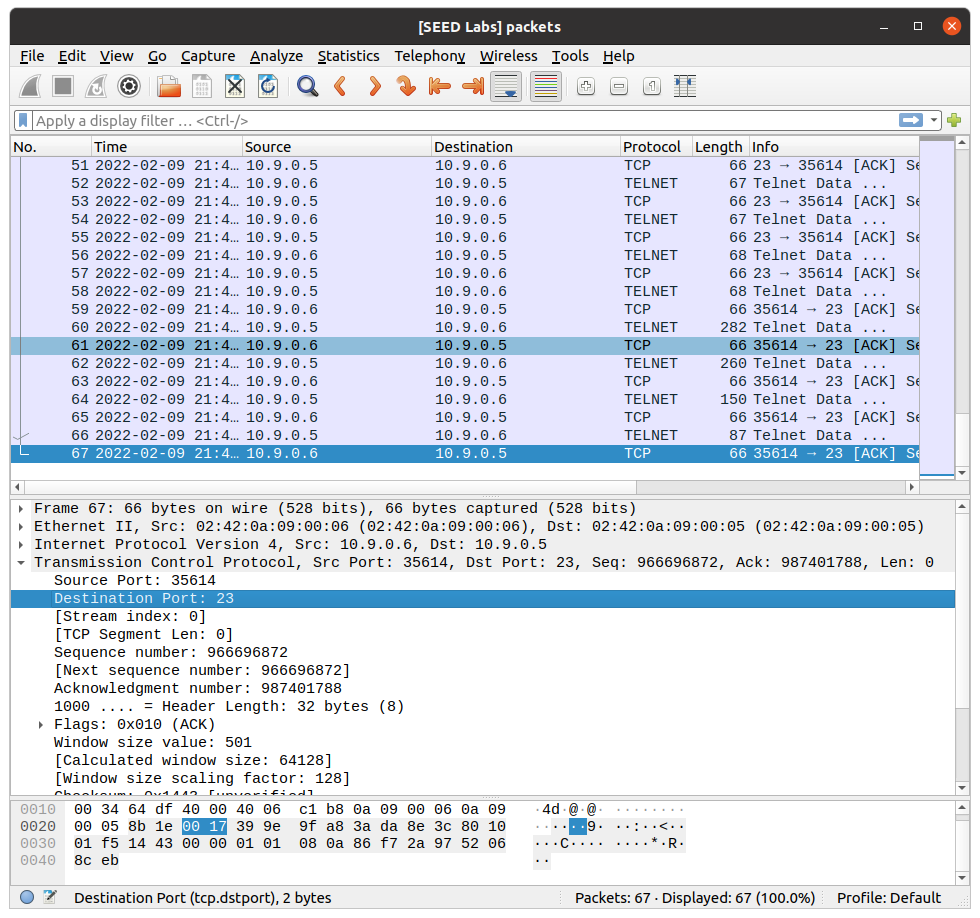 [SEED Labs] packets
File Edit View Go Capture Analyze Statistics Telephony Wireless Tools Help
Apply a display filter … <Ctrl-/>
No. Time Source Destination Protocol Length Info
51 2022-02-09 21:4… 10.9.0.5 10.9.0.6 TCP 66 23 → 35614 [ACK] Se
52 2022-02-09 21:4… 10.9.0.5 10.9.0.6 TELNET 67 Telnet Data ...
53 2022-02-09 21:4… 10.9.0.5 10.9.0.6 TCP 66 23 → 35614 [ACK] Se
54 2022-02-09 21:4… 10.9.0.5 10.9.0.6 TELNET 67 Telnet Data ...
55 2022-02-09 21:4… 10.9.0.5 10.9.0.6 TCP 66 23 → 35614 [ACK] Se
56 2022-02-09 21:4… 10.9.0.5 10.9.0.6 TELNET 68 Telnet Data ...
57 2022-02-09 21:4… 10.9.0.5 10.9.0.6 TCP 66 23 → 35614 [ACK] Se
58 2022-02-09 21:4… 10.9.0.5 10.9.0.6 TELNET 68 Telnet Data ...
59 2022-02-09 21:4… 10.9.0.5 10.9.0.6 TCP 66 35614 → 23 [ACK] Se
60 2022-02-09 21:4… 10.9.0.5 10.9.0.6 TELNET 282 Telnet Data ...
61 2022-02-09 21:4… 10.9.0.6 10.9.0.5 TCP 66 35614 → 23 [ACK] Se
62 2022-02-09 21:4… 10.9.0.6 10.9.0.5 TELNET 260 Telnet Data ...
63 2022-02-09 21:4… 10.9.0.6 10.9.0.5 TCP 66 35614 → 23 [ACK] Se
64 2022-02-09 21:4… 10.9.0.6 10.9.0.5 TELNET 150 Telnet Data ...
65 2022-02-09 21:4… 10.9.0.6 10.9.0.5 TCP 66 35614 → 23 [ACK] Se
66 2022-02-09 21:4… 10.9.0.5 10.9.0.6 TELNET 87 Telnet Data ...
67 2022-02-09 21:4… 10.9.0.6 10.9.0.5 TCP 66 35614 → 23 [ACK] Se
Frame 67: 66 bytes on wire (528 bits), 66 bytes captured (528 bits)
Ethernet II, Src: 02:42:0a:09:00:06 (02:42:0a:09:00:06), Dst: 02:42:0a:09:00:05 (02:42:0a:09:00:05)
Internet Protocol Version 4, Src: 10.9.0.6, Dst: 10.9.0.5
Transmission Control Protocol, Src Port: 35614, Dst Port: 23, Seq: 966696872, Ack: 987401788, Len: 0
Source Port: 35614
Destination Port: 23
[Stream index: 0]
[TCP Segment Len: 0]
Sequence number: 966696872
[Next sequence number: 966696872]
Acknowledgment number: 987401788
1000 .... = Header Length: 32 bytes (8)
Flags: 0x010 (ACK)
Window size value: 501
[Calculated window size: 64128]
[Window size scaling factor: 128]
Checksum: 0x1443 [unverified]
0010 00 34 64 df 40 00 40 06 c1 b8 0a 09 00 06 0a 09 ·4d·@·@· ········
0020 00 05 8b 1e 00 17 39 9e 9f a8 3a da 8e 3c 80 10 ······9· ··:··<··
0030 01 f5 14 43 00 00 01 01 08 0a 86 f7 2a 97 52 06 ···C···· ····*·R·
0040 8c eb ··
Destination Port (tcp.dstport), 2 bytes Packets: 67 · Displayed: 67 (100.0%) Profile: Default